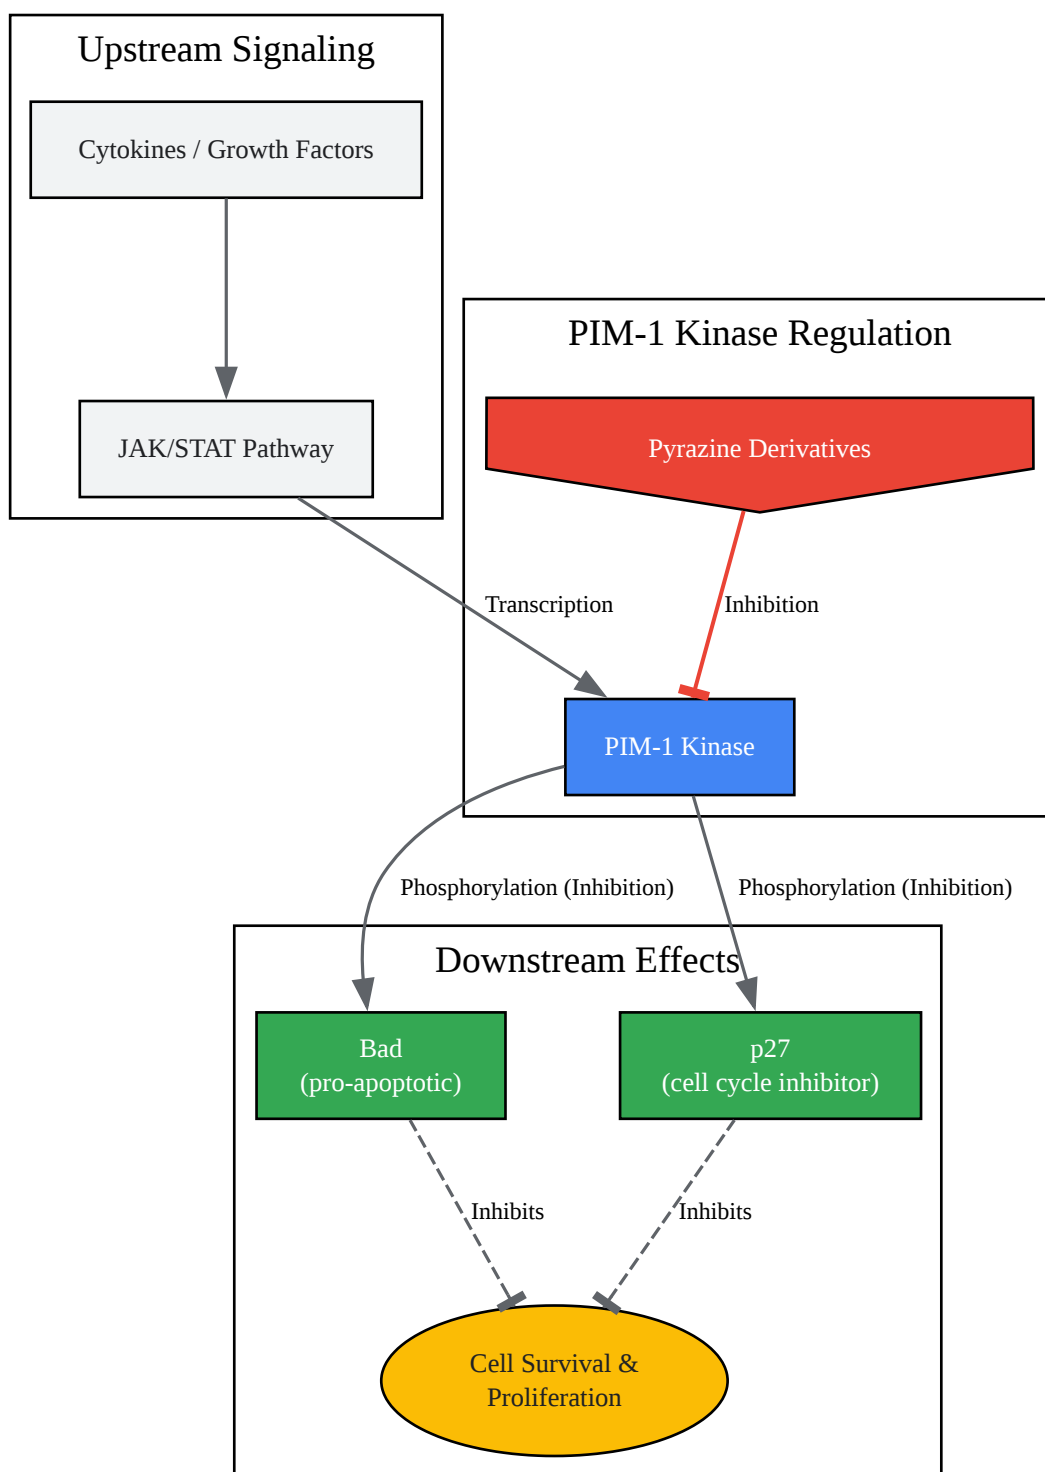 Upstream Signaling
Cytokines / Growth Factors
JAK/STAT Pathway
PIM-1 Kinase Regulation
Pyrazine Derivatives
Transcription
Inhibition
PIM-1 Kinase
Phosphorylation (Inhibition)
Phosphorylation (Inhibition)
Downstream Effects
Bad
(pro-apoptotic)
p27
(cell cycle inhibitor)
Inhibits
Inhibits
Cell Survival &
Proliferation